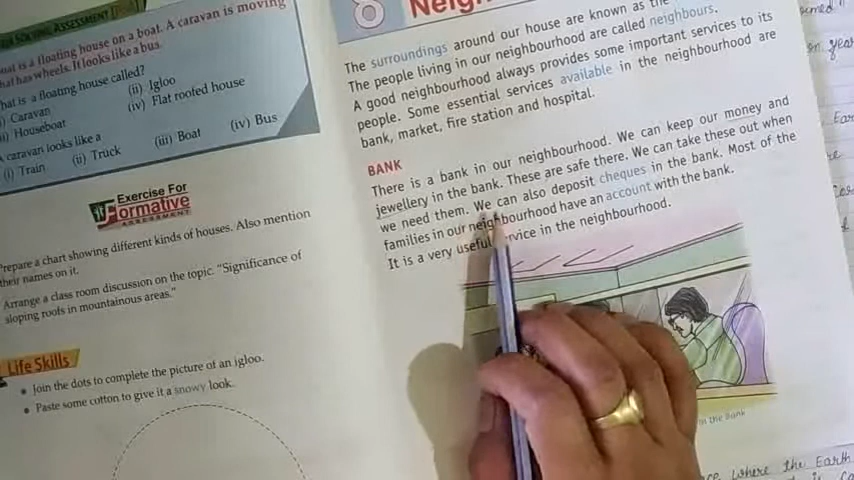 SOLVING ASSESSMENT
is a floating house on a boat. A caravan is moving
has wheels. It looks like a bus.
is a floating house called?
Caravan (ii) Igloo
Houseboat (iv) Flat roofed house
caravan looks like a
(i) Train (ii) Truck (iii) Boat (iv) Bus
Exercise For
Formative
ASSESSMENT
Prepare a chart showing different kinds of houses. Also mention
their names on it.
Arrange a class room discussion on the topic. "Significance of
sloping roofs in mountainous areas."
Life Skills
Join the dots to complete the picture of an igloo.
Paste some cotton to give it a snowy look.
8
The surroundings around our house are known as the
The people living in our neighbourhood are called neighbours.
A good neighbourhood always provides some important services to its
people. Some essential services available in the neighbourhood are
bank, market, fire station and hospital.
BANK
There is a bank in our neighbourhood. We can keep our money and
jewellery in the bank. These are safe there. We can take these out when
we need them. We can also deposit cheques in the bank. Most of the
families in our neighbourhood have an account with the bank.
It is a very useful service in the neighbourhood.
in the Bank
where the Earth